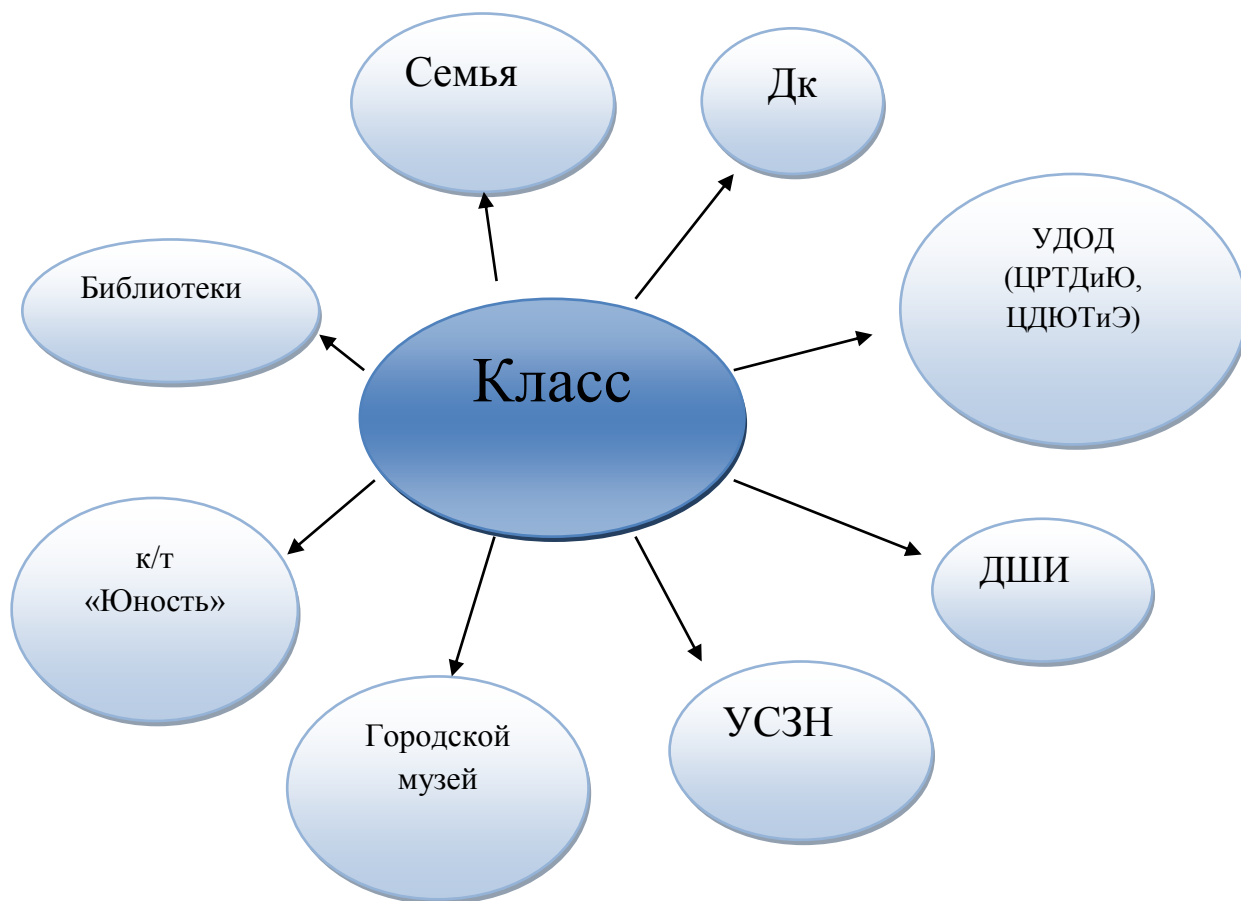 Семья
Дк
УДОД
(ЦРТДиЮ,
ЦДЮТиЭ)
Библиотеки
Класс
к/т
«Юность»
ДШИ
Городской
музей
УСЗН